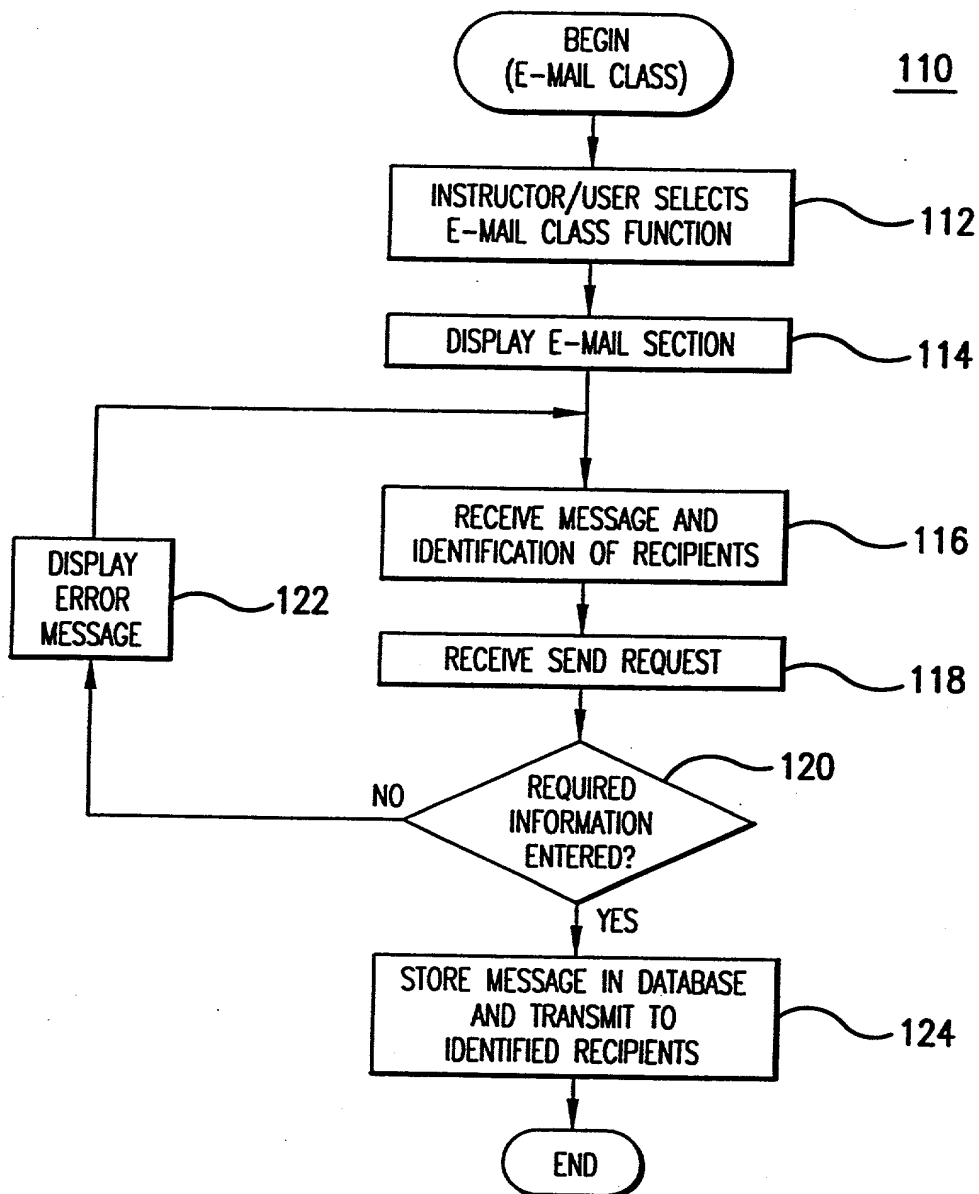 BEGIN
(E-MAIL CLASS)
110
INSTRUCTOR/USER SELECTS
E-MAIL CLASS FUNCTION
112
DISPLAY E-MAIL SECTION
114
RECEIVE MESSAGE AND
IDENTIFICATION OF RECIPIENTS
116
DISPLAY
ERROR
MESSAGE
122
RECEIVE SEND REQUEST
118
REQUIRED
INFORMATION
ENTERED?
120
NO
YES
STORE MESSAGE IN DATABASE
AND TRANSMIT TO
IDENTIFIED RECIPIENTS
124
END